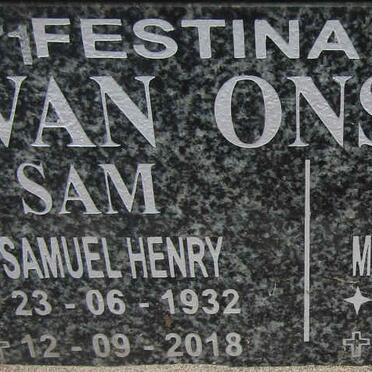 FESTINA
VAN ONS
SAM
SAMUEL HENRY
23 - 06 - 1932
12 - 09 - 2018